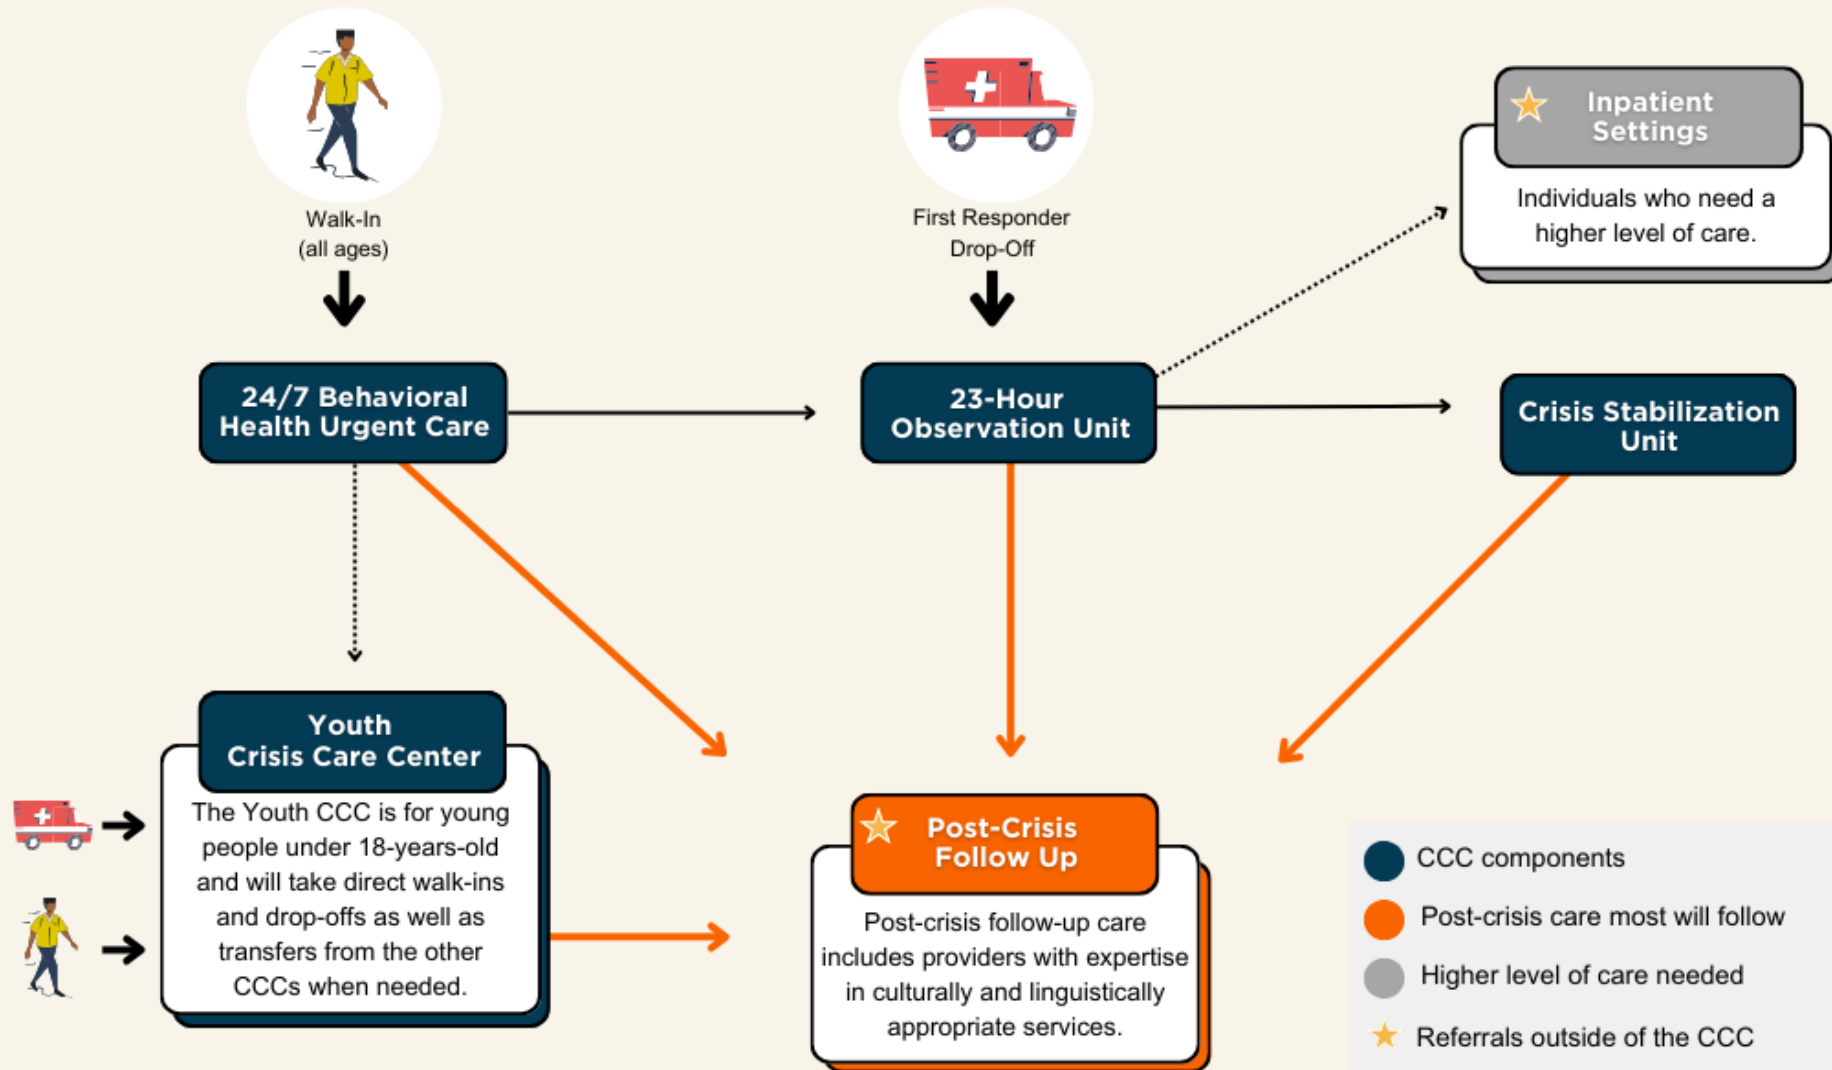 Walk-In
(all ages)
First Responder
Drop-Off
Inpatient
Settings
Individuals who need a
higher level of care.
24/7 Behavioral
Health Urgent Care
23-Hour
Observation Unit
Crisis Stabilization
Unit
Youth
Crisis Care Center
The Youth CCC is for young
people under 18-years-old
and will take direct walk-ins
and drop-offs as well as
transfers from the other
CCCs when needed.
Post-Crisis
Follow Up
Post-crisis follow-up care
includes providers with expertise
in culturally and linguistically
appropriate services.
CCC components
Post-crisis care most will follow
Higher level of care needed
Referrals outside of the CCC